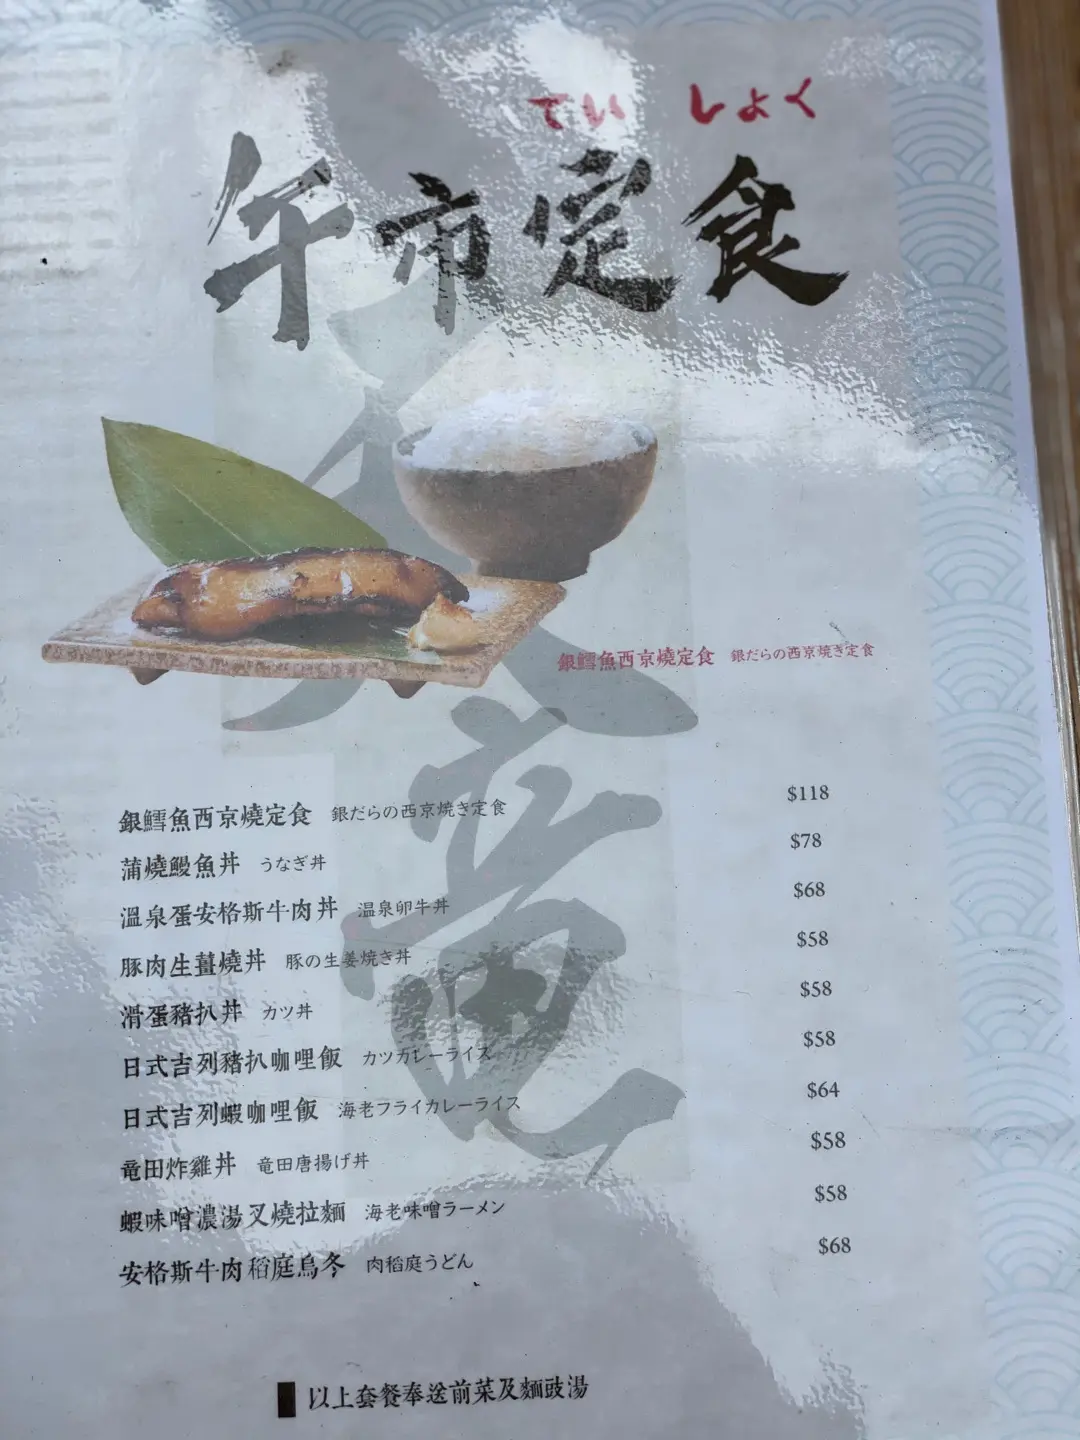 てい しょく
午市定食
銀鱈魚西京燒定食 銀だらの西京焼き定食
銀鱈魚西京燒定食 銀だらの西京焼き定食 $118
蒲燒鰻魚丼 うなぎ丼 $78
溫泉蛋安格斯牛肉丼 温泉卵牛丼 $68
豚肉生薑燒丼 豚の生姜焼き丼 $58
滑蛋豬扒丼 カツ丼 $58
日式吉列豬扒咖哩飯 カツカレーライス $58
日式吉列蝦咖哩飯 海老フライカレーライス $64
竜田炸雞丼 竜田唐揚げ丼 $58
蝦味噌濃湯叉燒拉麵 海老味噌ラーメン $58
安格斯牛肉稻庭烏冬 肉稲庭うどん $68
以上套餐奉送前菜及麵豉湯